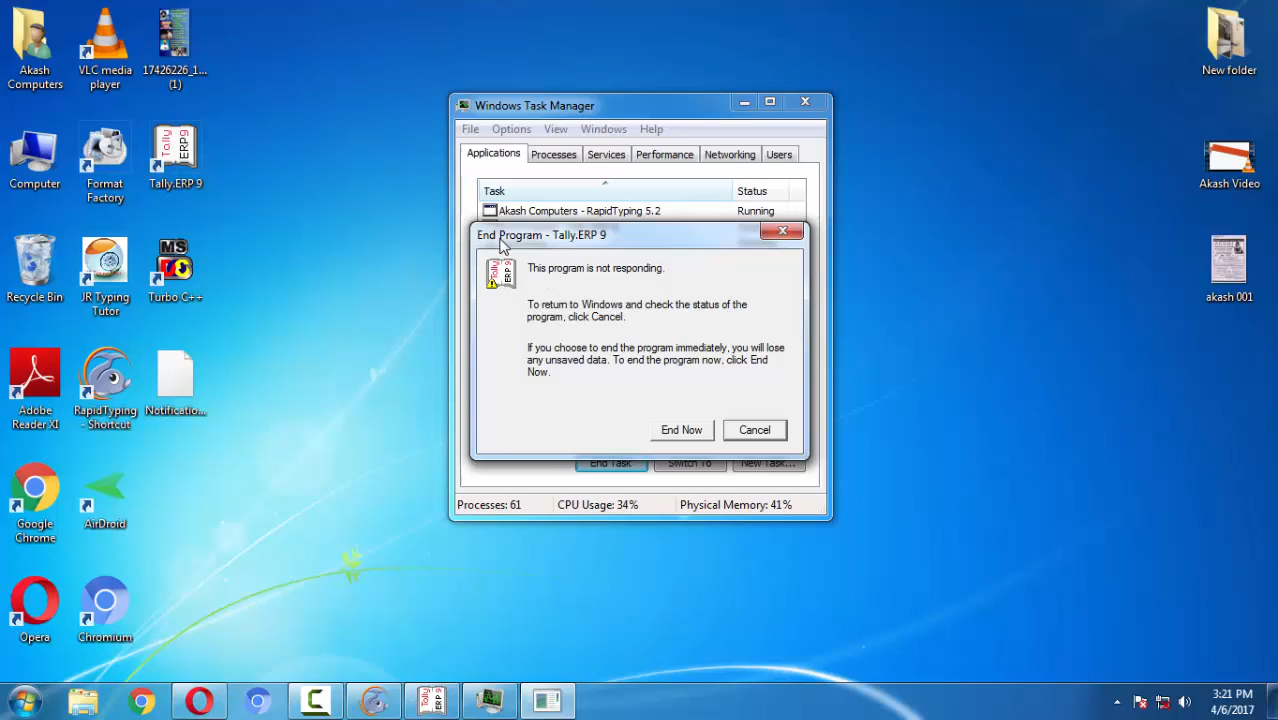 Akash
Computers
VLC media
player
17426226_1...
(1)
New folder
Computer
Format
Factory
Tally.ERP 9
Akash Video
Recycle Bin
JR Typing
Tutor
Turbo C++
akash 001
Adobe
Reader XI
RapidTyping
- Shortcut
Notificatio...
Google
Chrome
AirDroid
Opera
Chromium
Windows Task Manager
File Options View Windows Help
Applications Processes Services Performance Networking Users
Task Status
Akash Computers - RapidTyping 5.2 Running
End Program - Tally.ERP 9
Tally ERP 9
This program is not responding.
To return to Windows and check the status of the
program, click Cancel.
If you choose to end the program immediately, you will lose
any unsaved data. To end the program now, click End
Now.
End Now Cancel
End Task Switch To New Task...
Processes: 61 CPU Usage: 34% Physical Memory: 41%
3:21 PM
4/6/2017